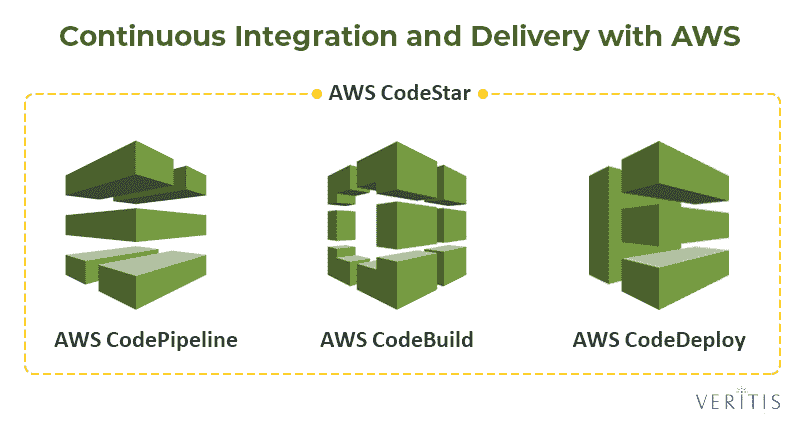 Continuous Integration and Delivery with AWS
AWS CodeStar
AWS CodePipeline
AWS CodeBuild
AWS CodeDeploy
VERITIS